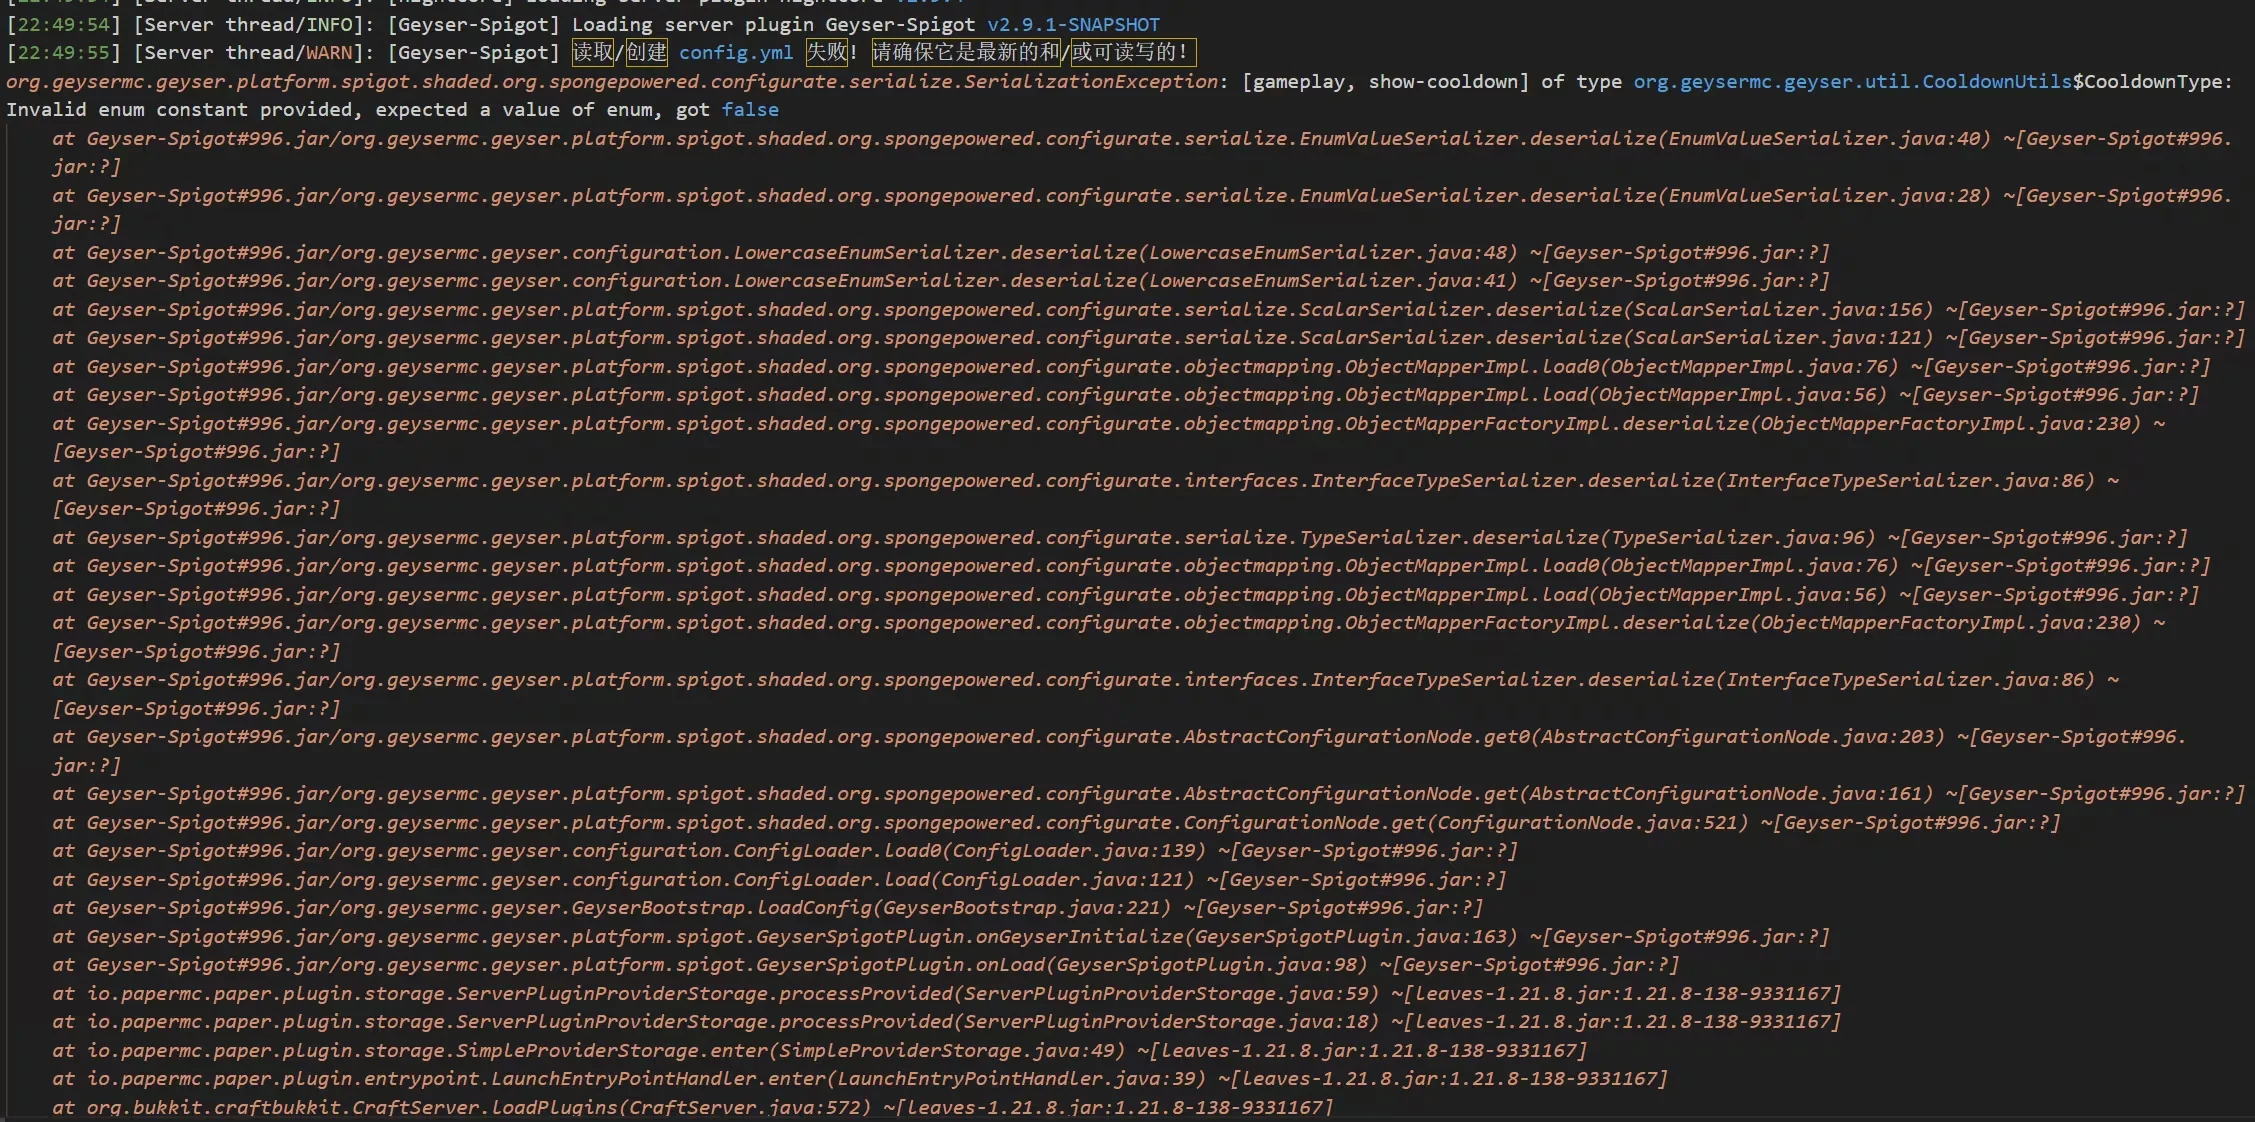 [22:49:54] [Server thread/INFO]: [Geyser-Spigot] Loading server plugin Geyser-Spigot v2.9.1-SNAPSHOT
[22:49:55] [Server thread/WARN]: [Geyser-Spigot] 读取/创建 config.yml 失败! 请确保它是最新的和/或可读写的!
org.geysermc.geyser.platform.spigot.shaded.org.spongepowered.configurate.serialize.SerializationException: [gameplay, show-cooldown] of type org.geysermc.geyser.util.CooldownUtils$CooldownType:
Invalid enum constant provided, expected a value of enum, got false
at Geyser-Spigot#996.jar/org.geysermc.geyser.platform.spigot.shaded.org.spongepowered.configurate.serialize.EnumValueSerializer.deserialize(EnumValueSerializer.java:40) ~[Geyser-Spigot#996.
jar:?]
at Geyser-Spigot#996.jar/org.geysermc.geyser.platform.spigot.shaded.org.spongepowered.configurate.serialize.EnumValueSerializer.deserialize(EnumValueSerializer.java:28) ~[Geyser-Spigot#996.
jar:?]
at Geyser-Spigot#996.jar/org.geysermc.geyser.configuration.LowercaseEnumSerializer.deserialize(LowercaseEnumSerializer.java:48) ~[Geyser-Spigot#996.jar:?]
at Geyser-Spigot#996.jar/org.geysermc.geyser.configuration.LowercaseEnumSerializer.deserialize(LowercaseEnumSerializer.java:41) ~[Geyser-Spigot#996.jar:?]
at Geyser-Spigot#996.jar/org.geysermc.geyser.platform.spigot.shaded.org.spongepowered.configurate.serialize.ScalarSerializer.deserialize(ScalarSerializer.java:156) ~[Geyser-Spigot#996.jar:?]
at Geyser-Spigot#996.jar/org.geysermc.geyser.platform.spigot.shaded.org.spongepowered.configurate.serialize.ScalarSerializer.deserialize(ScalarSerializer.java:121) ~[Geyser-Spigot#996.jar:?]
at Geyser-Spigot#996.jar/org.geysermc.geyser.platform.spigot.shaded.org.spongepowered.configurate.objectmapping.ObjectMapperImpl.load0(ObjectMapperImpl.java:76) ~[Geyser-Spigot#996.jar:?]
at Geyser-Spigot#996.jar/org.geysermc.geyser.platform.spigot.shaded.org.spongepowered.configurate.objectmapping.ObjectMapperImpl.load(ObjectMapperImpl.java:56) ~[Geyser-Spigot#996.jar:?]
at Geyser-Spigot#996.jar/org.geysermc.geyser.platform.spigot.shaded.org.spongepowered.configurate.objectmapping.ObjectMapperFactoryImpl.deserialize(ObjectMapperFactoryImpl.java:230) ~
[Geyser-Spigot#996.jar:?]
at Geyser-Spigot#996.jar/org.geysermc.geyser.platform.spigot.shaded.org.spongepowered.configurate.interfaces.InterfaceTypeSerializer.deserialize(InterfaceTypeSerializer.java:86) ~
[Geyser-Spigot#996.jar:?]
at Geyser-Spigot#996.jar/org.geysermc.geyser.platform.spigot.shaded.org.spongepowered.configurate.serialize.TypeSerializer.deserialize(TypeSerializer.java:96) ~[Geyser-Spigot#996.jar:?]
at Geyser-Spigot#996.jar/org.geysermc.geyser.platform.spigot.shaded.org.spongepowered.configurate.objectmapping.ObjectMapperImpl.load0(ObjectMapperImpl.java:76) ~[Geyser-Spigot#996.jar:?]
at Geyser-Spigot#996.jar/org.geysermc.geyser.platform.spigot.shaded.org.spongepowered.configurate.objectmapping.ObjectMapperImpl.load(ObjectMapperImpl.java:56) ~[Geyser-Spigot#996.jar:?]
at Geyser-Spigot#996.jar/org.geysermc.geyser.platform.spigot.shaded.org.spongepowered.configurate.objectmapping.ObjectMapperFactoryImpl.deserialize(ObjectMapperFactoryImpl.java:230) ~
[Geyser-Spigot#996.jar:?]
at Geyser-Spigot#996.jar/org.geysermc.geyser.platform.spigot.shaded.org.spongepowered.configurate.interfaces.InterfaceTypeSerializer.deserialize(InterfaceTypeSerializer.java:86) ~
[Geyser-Spigot#996.jar:?]
at Geyser-Spigot#996.jar/org.geysermc.geyser.platform.spigot.shaded.org.spongepowered.configurate.AbstractConfigurationNode.get0(AbstractConfigurationNode.java:203) ~[Geyser-Spigot#996.
jar:?]
at Geyser-Spigot#996.jar/org.geysermc.geyser.platform.spigot.shaded.org.spongepowered.configurate.AbstractConfigurationNode.get(AbstractConfigurationNode.java:161) ~[Geyser-Spigot#996.jar:?]
at Geyser-Spigot#996.jar/org.geysermc.geyser.platform.spigot.shaded.org.spongepowered.configurate.ConfigurationNode.get(ConfigurationNode.java:521) ~[Geyser-Spigot#996.jar:?]
at Geyser-Spigot#996.jar/org.geysermc.geyser.configuration.ConfigLoader.load0(ConfigLoader.java:139) ~[Geyser-Spigot#996.jar:?]
at Geyser-Spigot#996.jar/org.geysermc.geyser.configuration.ConfigLoader.load(ConfigLoader.java:121) ~[Geyser-Spigot#996.jar:?]
at Geyser-Spigot#996.jar/org.geysermc.geyser.GeyserBootstrap.loadConfig(GeyserBootstrap.java:221) ~[Geyser-Spigot#996.jar:?]
at Geyser-Spigot#996.jar/org.geysermc.geyser.platform.spigot.GeyserSpigotPlugin.onGeyserInitialize(GeyserSpigotPlugin.java:163) ~[Geyser-Spigot#996.jar:?]
at Geyser-Spigot#996.jar/org.geysermc.geyser.platform.spigot.GeyserSpigotPlugin.onLoad(GeyserSpigotPlugin.java:98) ~[Geyser-Spigot#996.jar:?]
at io.papermc.paper.plugin.storage.ServerPluginProviderStorage.processProvided(ServerPluginProviderStorage.java:59) ~[leaves-1.21.8.jar:1.21.8-138-9331167]
at io.papermc.paper.plugin.storage.ServerPluginProviderStorage.processProvided(ServerPluginProviderStorage.java:18) ~[leaves-1.21.8.jar:1.21.8-138-9331167]
at io.papermc.paper.plugin.storage.SimpleProviderStorage.enter(SimpleProviderStorage.java:49) ~[leaves-1.21.8.jar:1.21.8-138-9331167]
at io.papermc.paper.plugin.entrypoint.LaunchEntryPointHandler.enter(LaunchEntryPointHandler.java:39) ~[leaves-1.21.8.jar:1.21.8-138-9331167]
at org.bukkit.craftbukkit.CraftServer.loadPlugins(CraftServer.java:572) ~[leaves-1.21.8.jar:1.21.8-138-9331167]